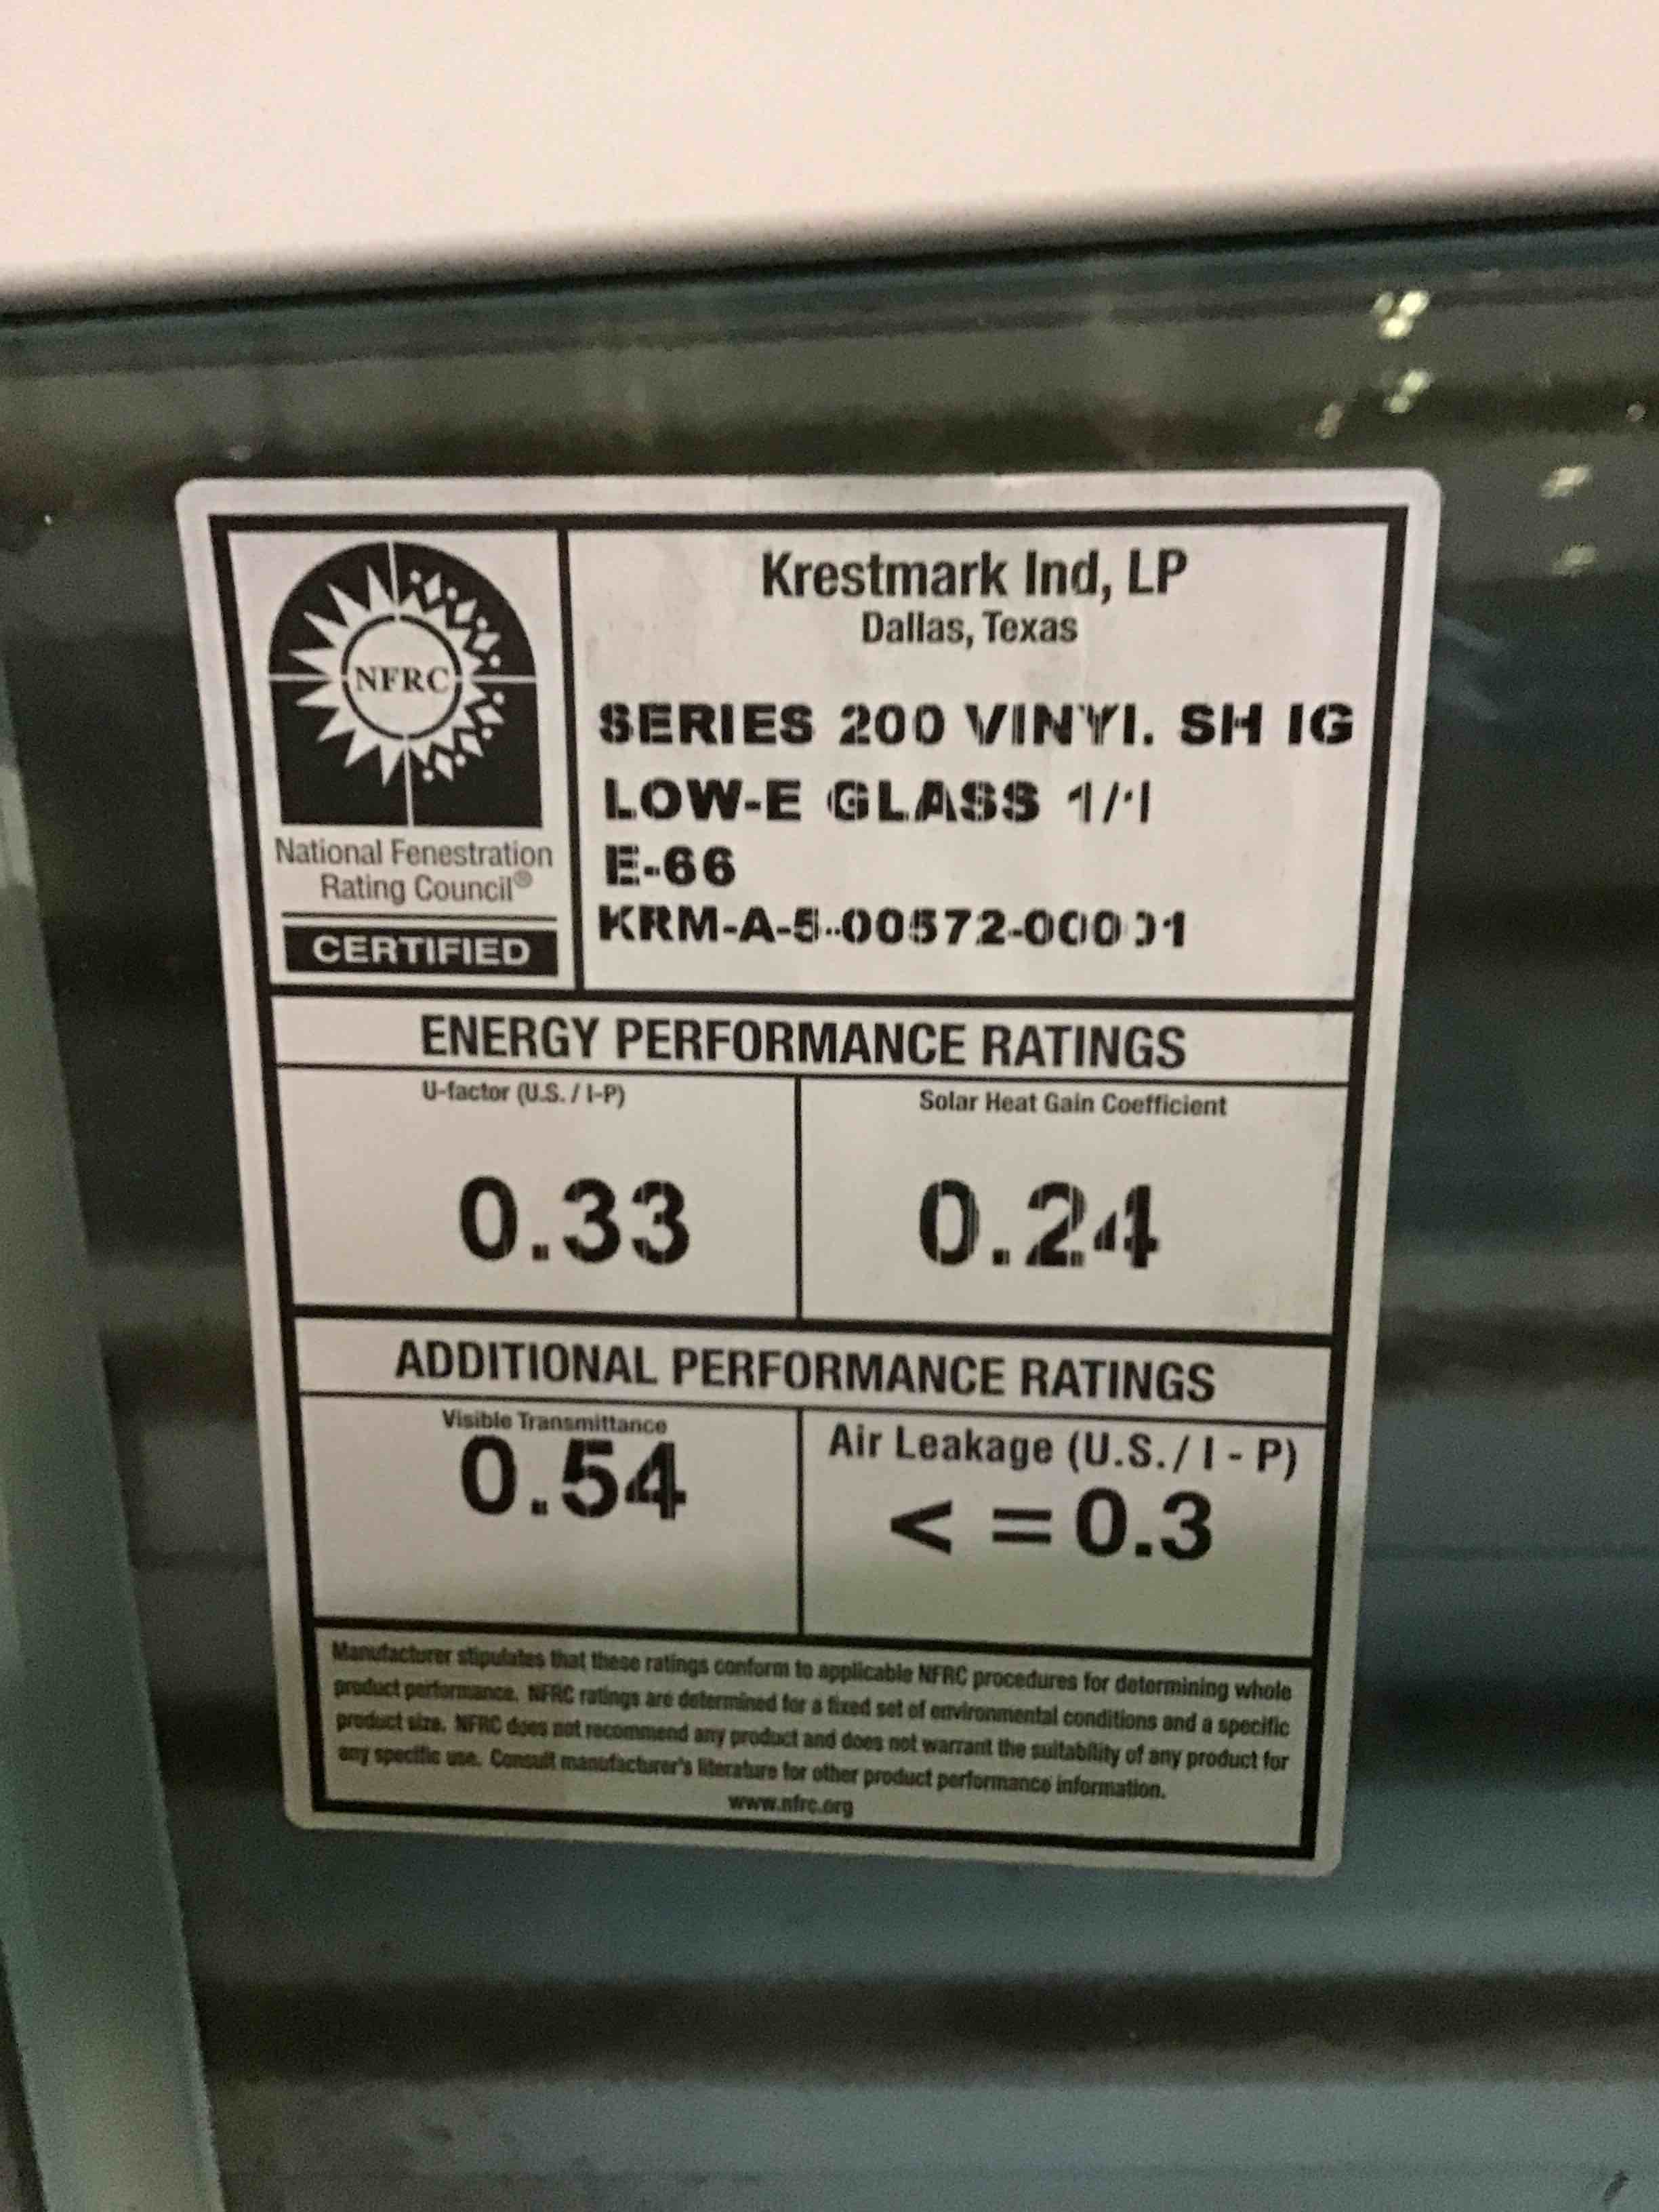 NFRC
National Fenestration
Rating Council®
CERTIFIED
Krestmark Ind, LP
Dallas, Texas
SERIES 200 VINYL SH IG
LOW-E GLASS 1/1
E-66
KRM-A-5-00572-00001
ENERGY PERFORMANCE RATINGS
U-factor (U.S. / I-P)
0.33
Solar Heat Gain Coefficient
0.24
ADDITIONAL PERFORMANCE RATINGS
Visible Transmittance
0.54
Air Leakage (U.S./ I - P)
< = 0.3
Manufacturer stipulates that these ratings conform to applicable NFRC procedures for determining whole
product performance. NFRC ratings are determined for a fixed set of environmental conditions and a specific
product size. NFRC does not recommend any product and does not warrant the suitability of any product for
any specific use. Consult manufacturer's literature for other product performance information.
www.nfrc.org